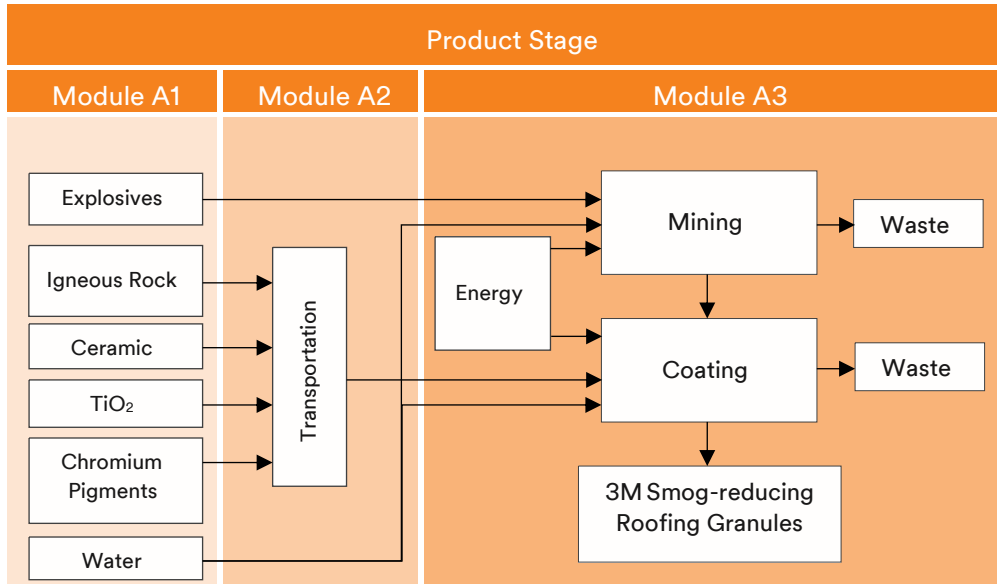 Product Stage
Module A1
Module A2
Module A3
Explosives
Igneous Rock
Ceramic
TiO₂
Chromium
Pigments
Water
Transportation
Energy
Mining
Waste
Coating
Waste
3M Smog-reducing
Roofing Granules